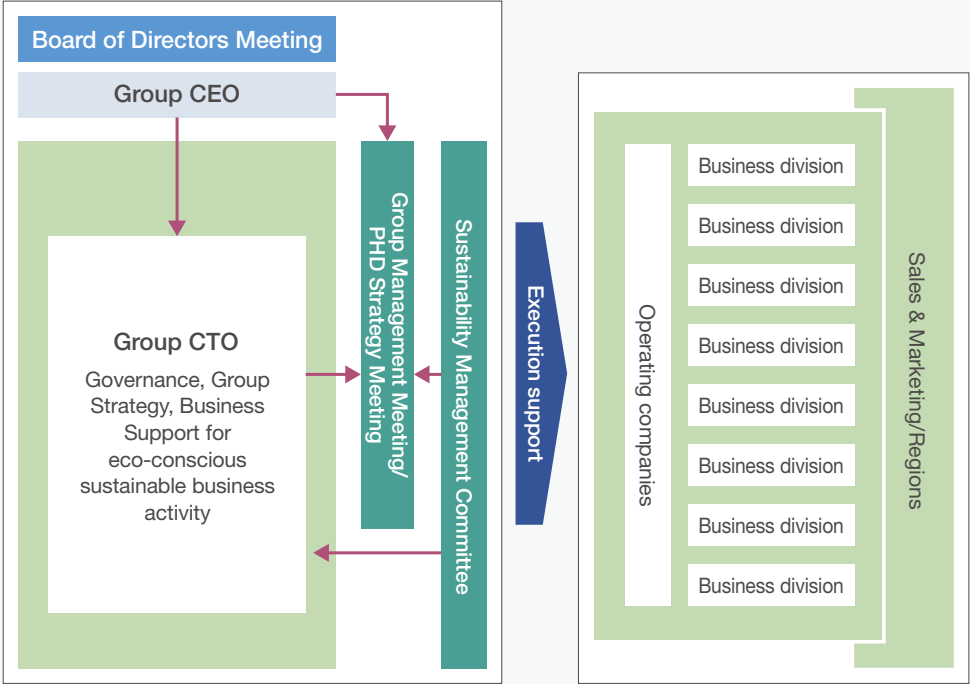 Board of Directors Meeting
Group CEO
Group CTO
Governance, Group
Strategy, Business
Support for
eco-conscious
sustainable business
activity
Group Management Meeting/
PHD Strategy Meeting
Sustainability Management Committee
Execution support
Operating companies
Business division
Business division
Business division
Business division
Business division
Business division
Business division
Business division
Sales & Marketing/Regions